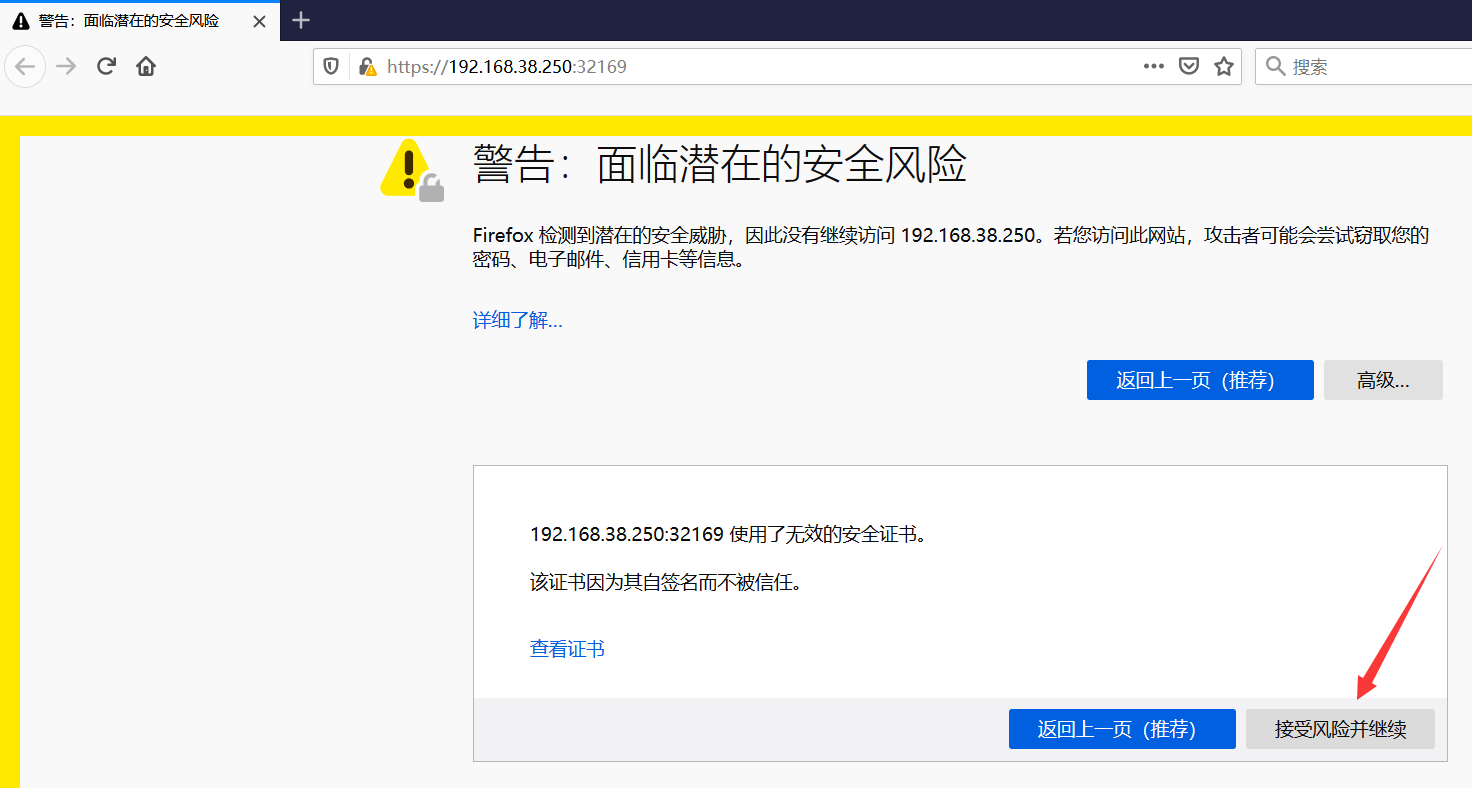 警告：面临潜在的安全风险
https://192.168.38.250:32169
搜索
警告：面临潜在的安全风险
Firefox 检测到潜在的安全威胁，因此没有继续访问 192.168.38.250。若您访问此网站，攻击者可能会尝试窃取您的
密码、电子邮件、信用卡等信息。
详细了解...
返回上一页（推荐）
高级...
192.168.38.250:32169 使用了无效的安全证书。
该证书因为其自签名而不被信任。
查看证书
返回上一页（推荐）
接受风险并继续